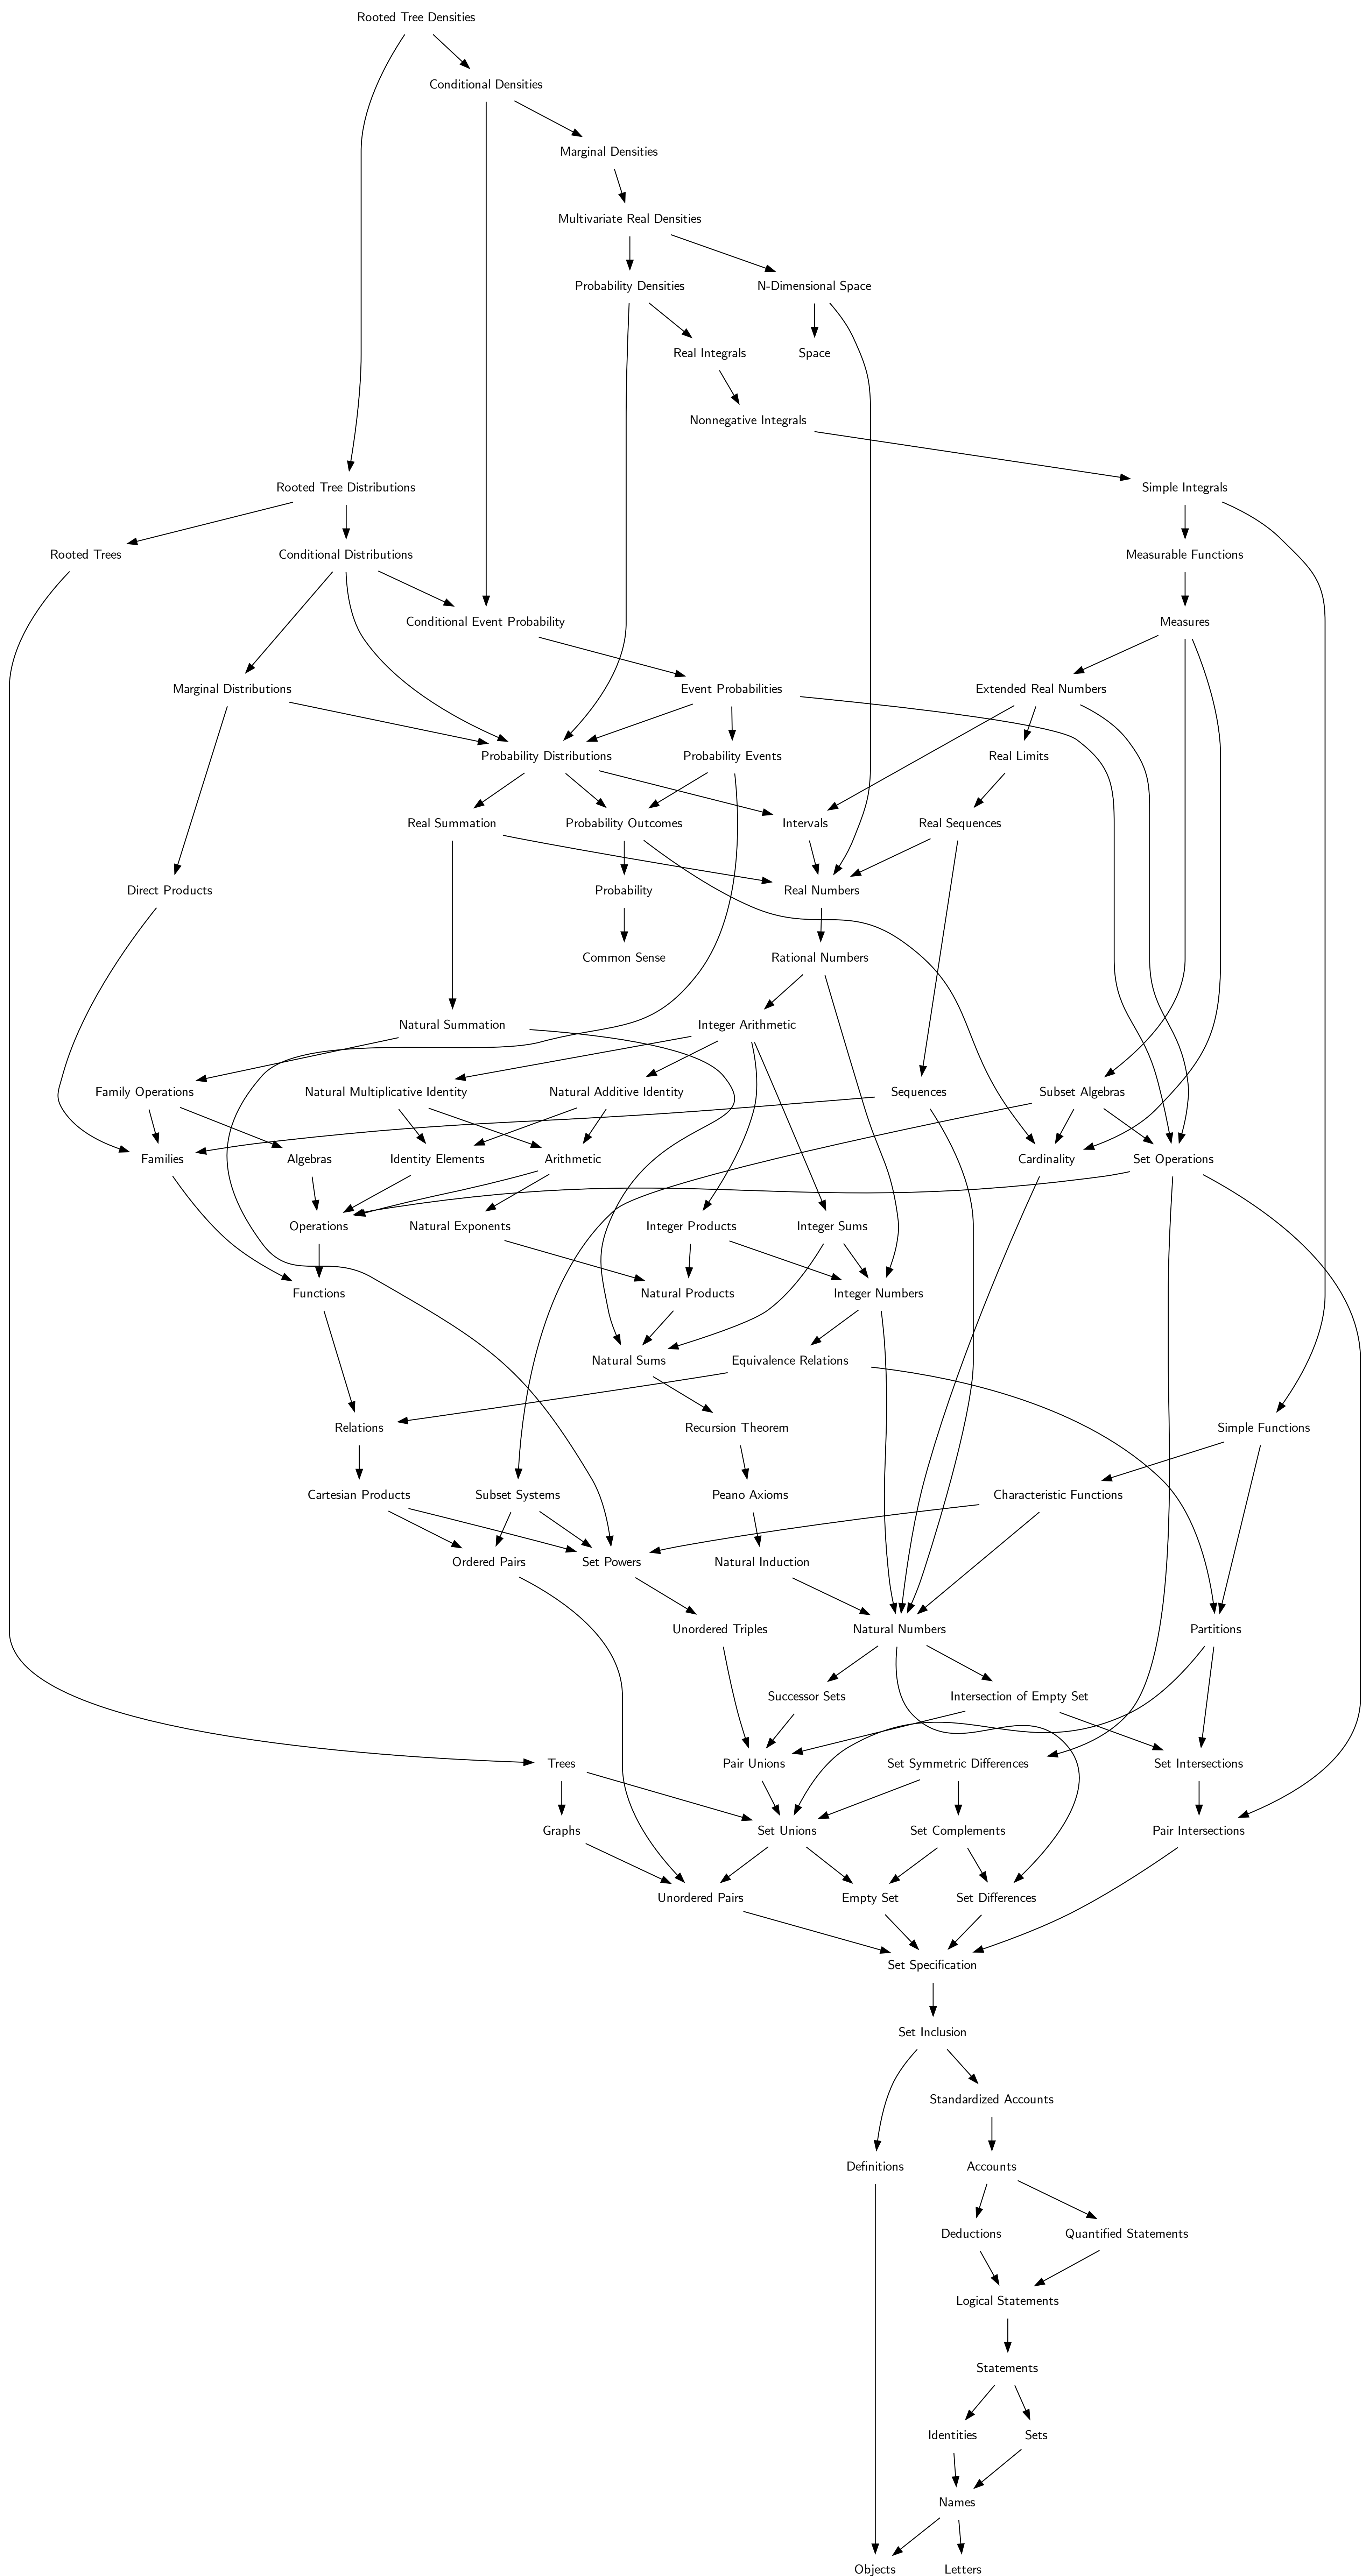 Rooted Tree Densities
Conditional Densities
Marginal Densities
Multivariate Real Densities
Probability Densities
N-Dimensional Space
Real Integrals
Space
Nonnegative Integrals
Rooted Tree Distributions
Simple Integrals
Rooted Trees
Conditional Distributions
Measurable Functions
Conditional Event Probability
Measures
Marginal Distributions
Event Probabilities
Extended Real Numbers
Probability Distributions
Probability Events
Real Limits
Real Summation
Probability Outcomes
Intervals
Real Sequences
Direct Products
Probability
Real Numbers
Common Sense
Rational Numbers
Natural Summation
Integer Arithmetic
Family Operations
Natural Multiplicative Identity
Natural Additive Identity
Sequences
Subset Algebras
Families
Algebras
Identity Elements
Arithmetic
Cardinality
Set Operations
Operations
Natural Exponents
Integer Products
Integer Sums
Functions
Natural Products
Integer Numbers
Natural Sums
Equivalence Relations
Relations
Recursion Theorem
Simple Functions
Cartesian Products
Subset Systems
Peano Axioms
Characteristic Functions
Ordered Pairs
Set Powers
Natural Induction
Unordered Triples
Natural Numbers
Partitions
Successor Sets
Intersection of Empty Set
Trees
Pair Unions
Set Symmetric Differences
Set Intersections
Graphs
Set Unions
Set Complements
Pair Intersections
Unordered Pairs
Empty Set
Set Differences
Set Specification
Set Inclusion
Standardized Accounts
Definitions
Accounts
Deductions
Quantified Statements
Logical Statements
Statements
Identities
Sets
Names
Objects
Letters